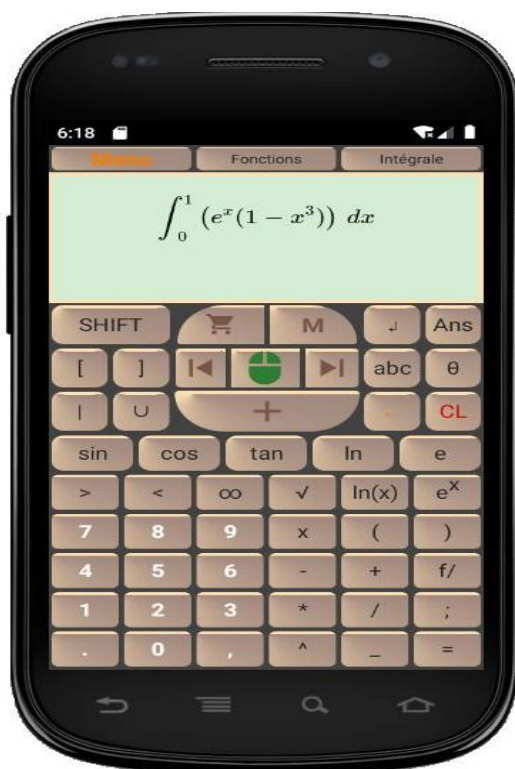 6:18
Menu Fonctions Intégrale
∫₀¹ (eˣ(1 − x³)) dx
SHIFT M ↲ Ans
[ ] abc θ
| ∪ + ← CL
sin cos tan ln e
> < ∞ √ ln(x) eˣ
7 8 9 x ( )
4 5 6 - + f/
1 2 3 * / ;
. 0 , ^ _ =